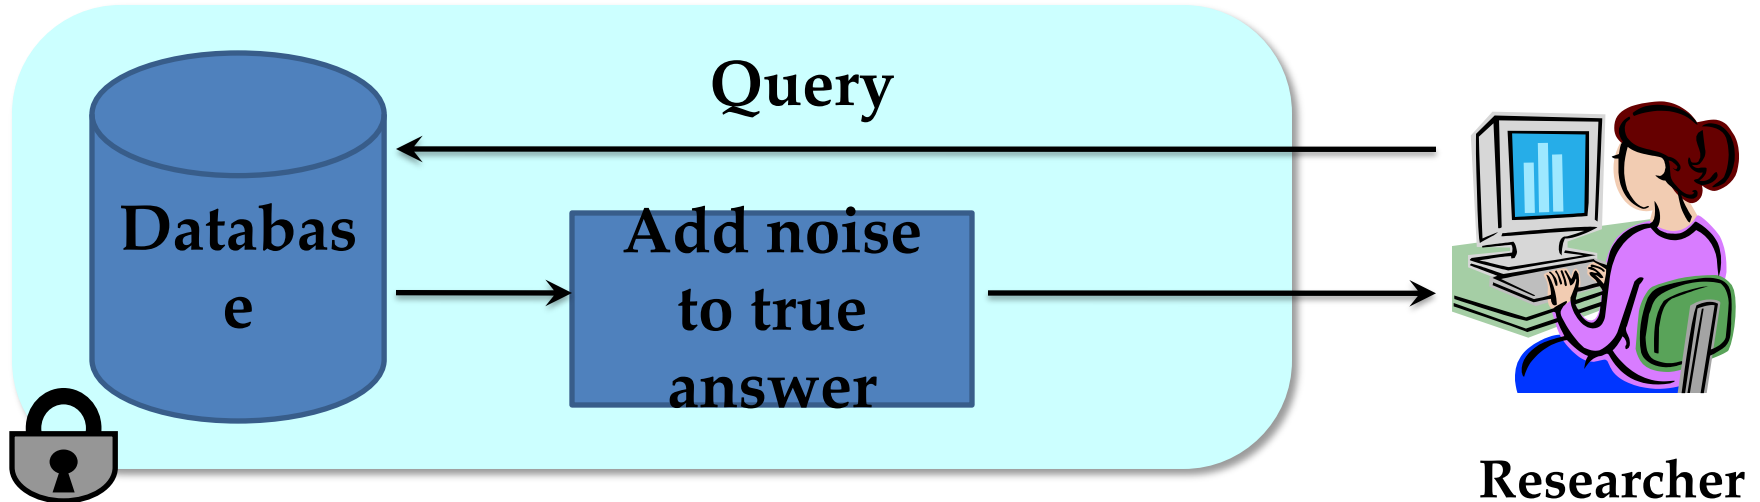 Query
Databas
e
Add noise
to true
answer
Researcher